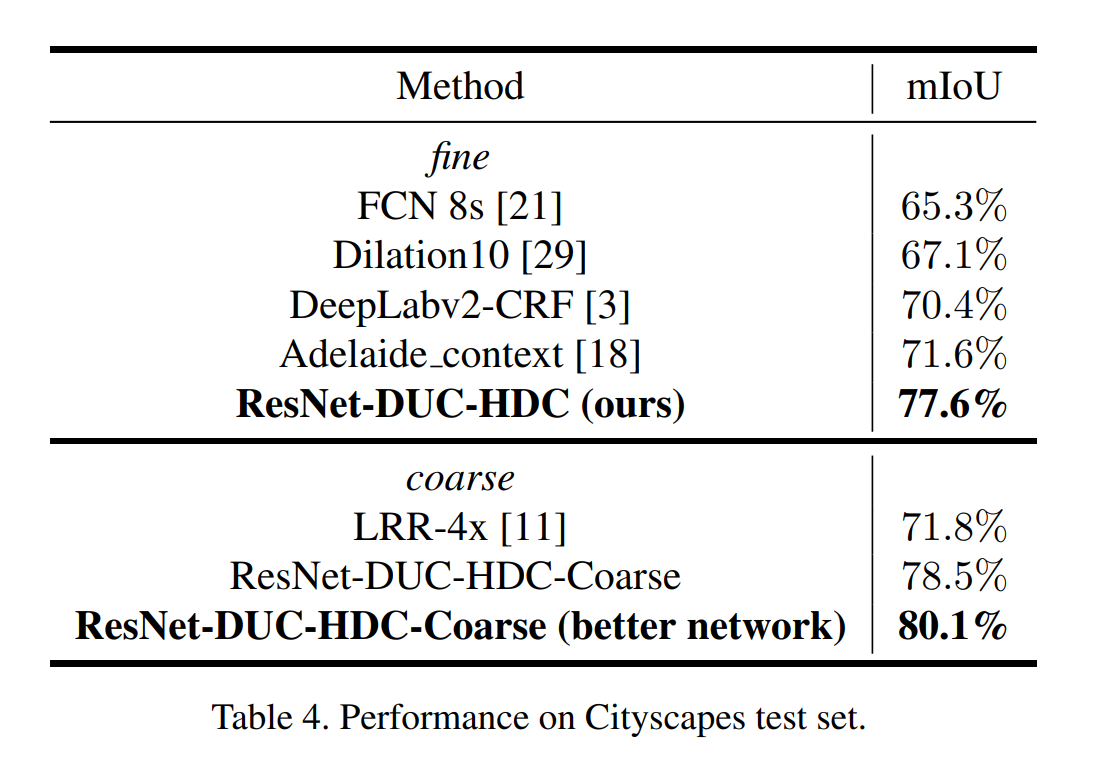 Method mIoU
fine
FCN 8s [21] 65.3%
Dilation10 [29] 67.1%
DeepLabv2-CRF [3] 70.4%
Adelaide_context [18] 71.6%
ResNet-DUC-HDC (ours) 77.6%
coarse
LRR-4x [11] 71.8%
ResNet-DUC-HDC-Coarse 78.5%
ResNet-DUC-HDC-Coarse (better network) 80.1%
Table 4. Performance on Cityscapes test set.